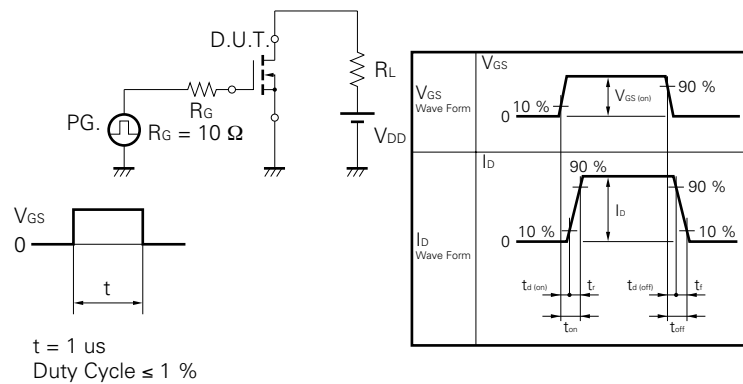 D.U.T.
RL
RG
PG.
RG = 10 Ω
VDD
VGS
0
t
t = 1 us
Duty Cycle ≤ 1 %
VGS
Wave Form
VGS
10 %
VGS (on)
90 %
0
ID
Wave Form
ID
90 %
90 %
10 %
ID
10 %
0
td (on)
tr
td (off)
tf
ton
toff